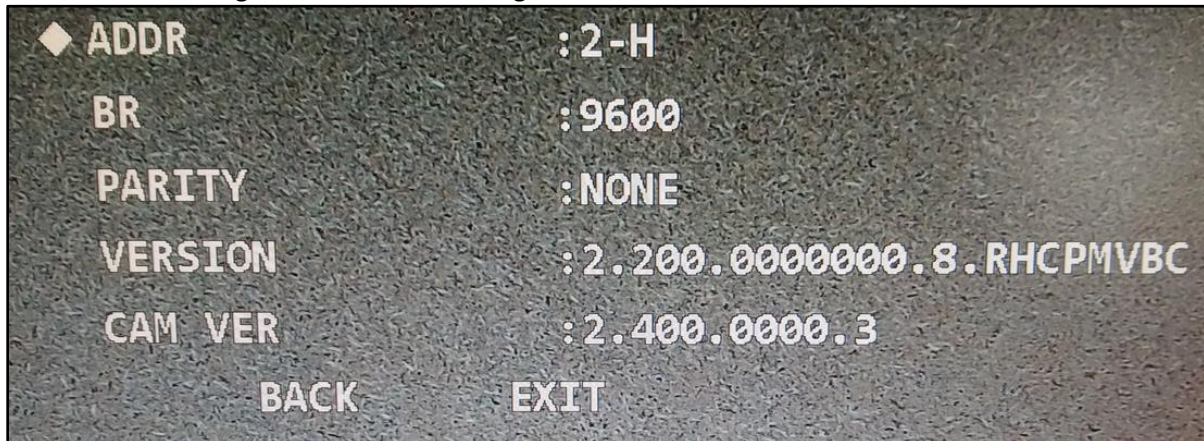 ◆ ADDR :2-H
BR :9600
PARITY :NONE
VERSION :2.200.0000000.8.RHCPMVBC
CAM VER :2.400.0000.3
BACK EXIT